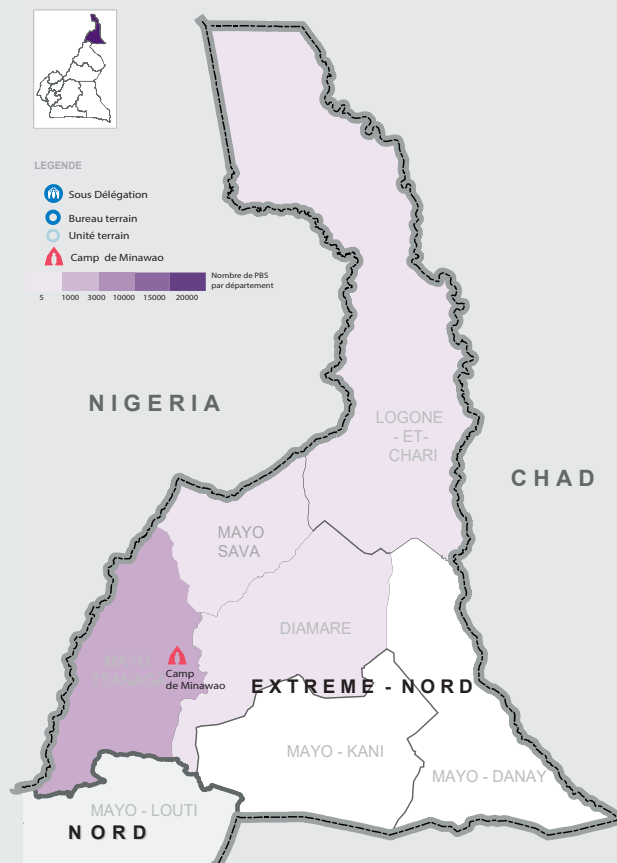 LEGENDE
Sous Délégation
Bureau terrain
Unité terrain
Camp de Minawao
Nombre de PBS
par département
5 1000 3000 10000 15000 20000
NIGERIA
LOGONE
- ET-
CHARI
CHAD
MAYO
SAVA
DIAMARE
MAYO
TSANAGA
Camp
de Minawao
EXTREME - NORD
MAYO - KANI
MAYO - DANAY
MAYO - LOUTI
NORD